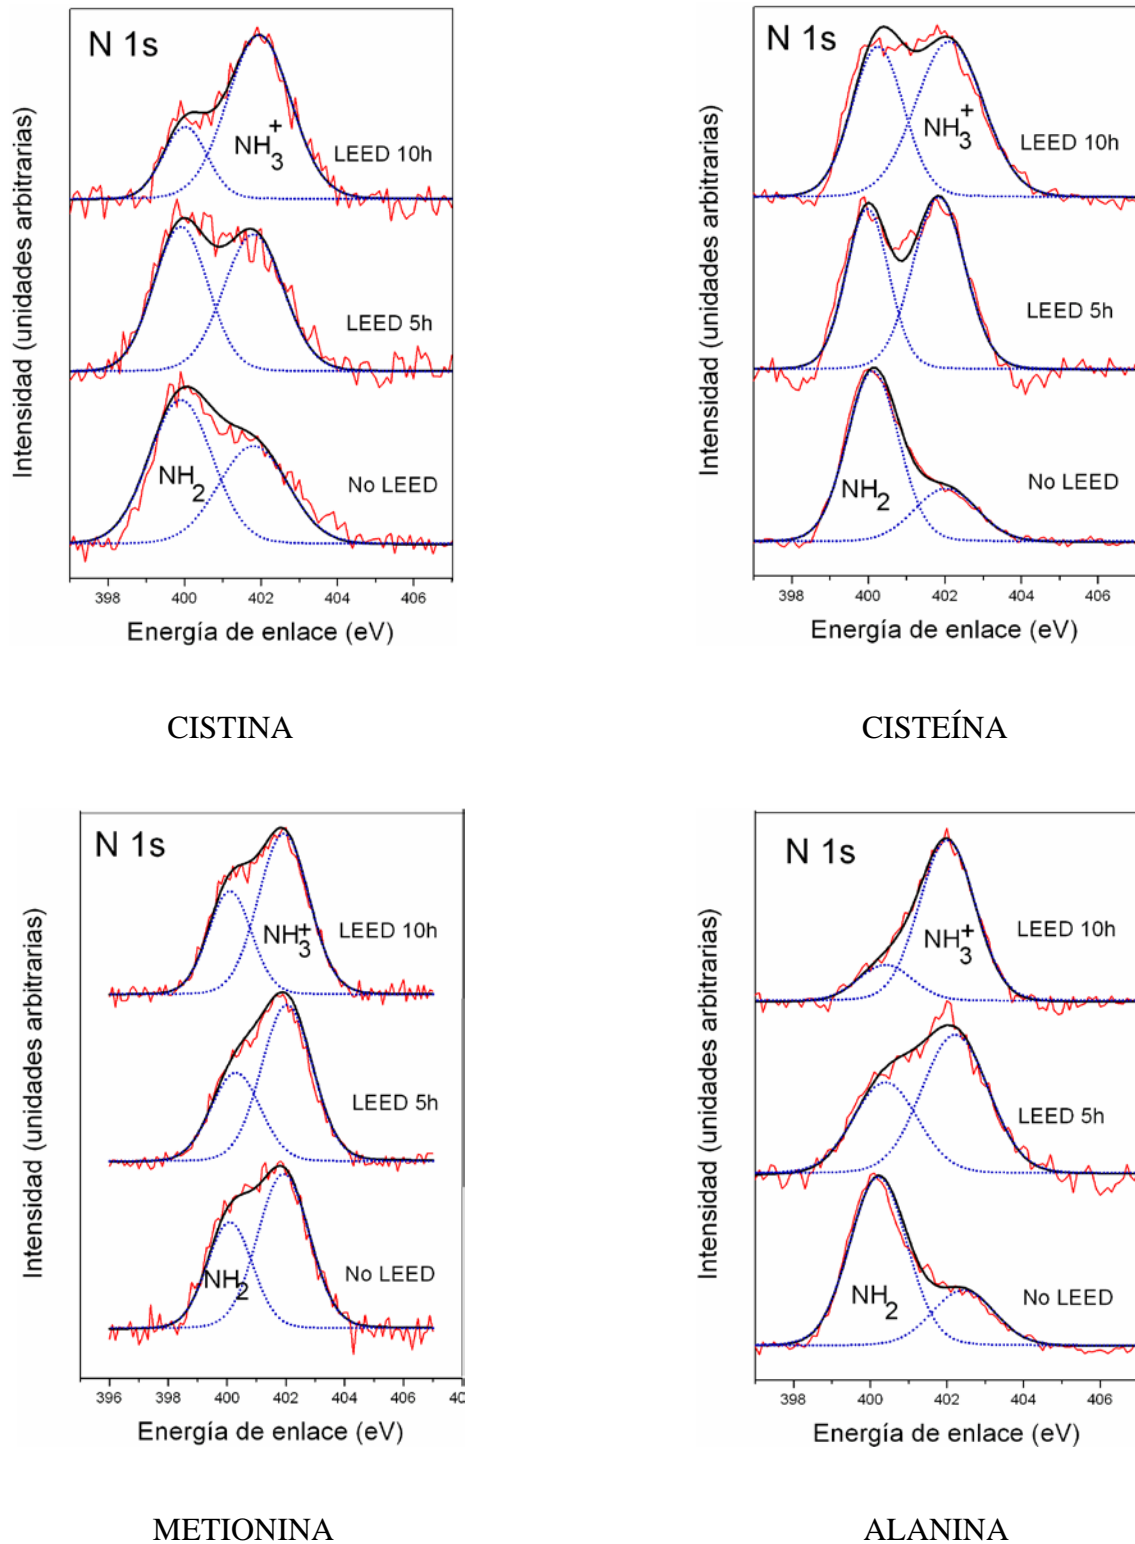 N 1s
NH3+
LEED 10h
LEED 5h
NH2
No LEED
398 400 402 404 406
Energía de enlace (eV)
Intensidad (unidades arbitrarias)
N 1s
NH3+
LEED 10h
LEED 5h
NH2
No LEED
398 400 402 404 406
Energía de enlace (eV)
Intensidad (unidades arbitrarias)
CISTINA
CISTEÍNA
N 1s
NH3+
LEED 10h
LEED 5h
NH2
No LEED
396 398 400 402 404 406
Energía de enlace (eV)
Intensidad (unidades arbitrarias)
N 1s
NH3+
LEED 10h
LEED 5h
NH2
No LEED
398 400 402 404 406
Energía de enlace (eV)
Intensidad (unidades arbitrarias)
METIONINA
ALANINA